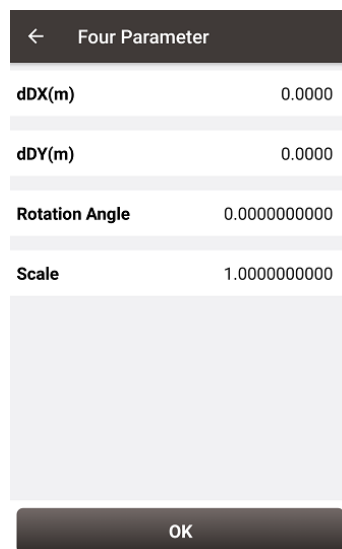 Four Parameter
dDX(m) 0.0000
dDY(m) 0.0000
Rotation Angle 0.0000000000
Scale 1.0000000000
OK